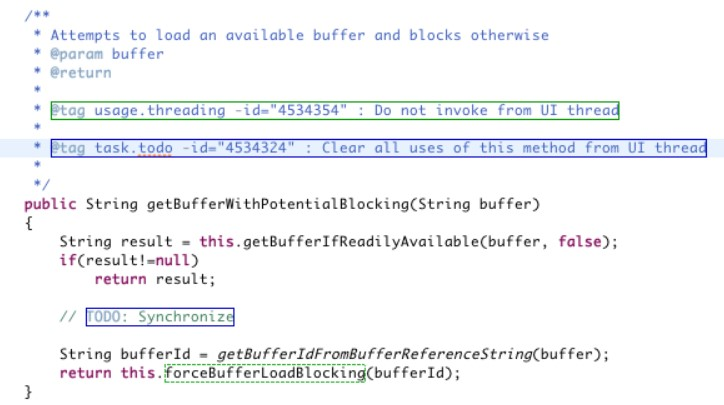 /**
 * Attempts to load an available buffer and blocks otherwise
 * @param buffer
 * @return
 *
 * @tag usage.threading -id="4534354" : Do not invoke from UI thread
 *
 * @tag task.todo -id="4534324" : Clear all uses of this method from UI thread
 *
 */
public String getBufferWithPotentialBlocking(String buffer)
{
    String result = this.getBufferIfReadilyAvailable(buffer, false);
    if(result!=null)
        return result;

    // TODO: Synchronize

    String bufferId = getBufferIdFromBufferReferenceString(buffer);
    return this.forceBufferLoadBlocking(bufferId);
}